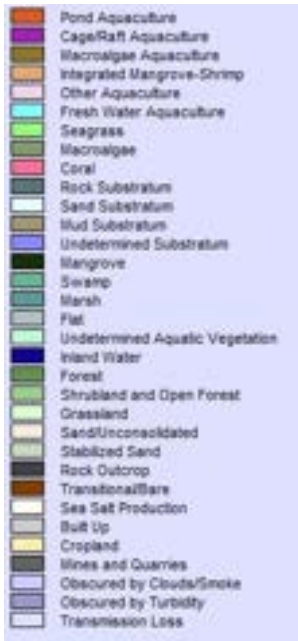 Pond Aquaculture
Cage/Raft Aquaculture
Macroalgae Aquaculture
Integrated Mangrove-Shrimp
Other Aquaculture
Fresh Water Aquaculture
Seagrass
Macroalgae
Coral
Rock Substratum
Sand Substratum
Mud Substratum
Undetermined Substratum
Mangrove
Swamp
Marsh
Flat
Undetermined Aquatic Vegetation
Inland Water
Forest
Shrubland and Open Forest
Grassland
Sand/Unconsolidated
Stabilized Sand
Rock Outcrop
Transitional/Bare
Sea Salt Production
Built Up
Cropland
Mines and Quarries
Obscured by Clouds/Smoke
Obscured by Turbidity
Transmission Loss